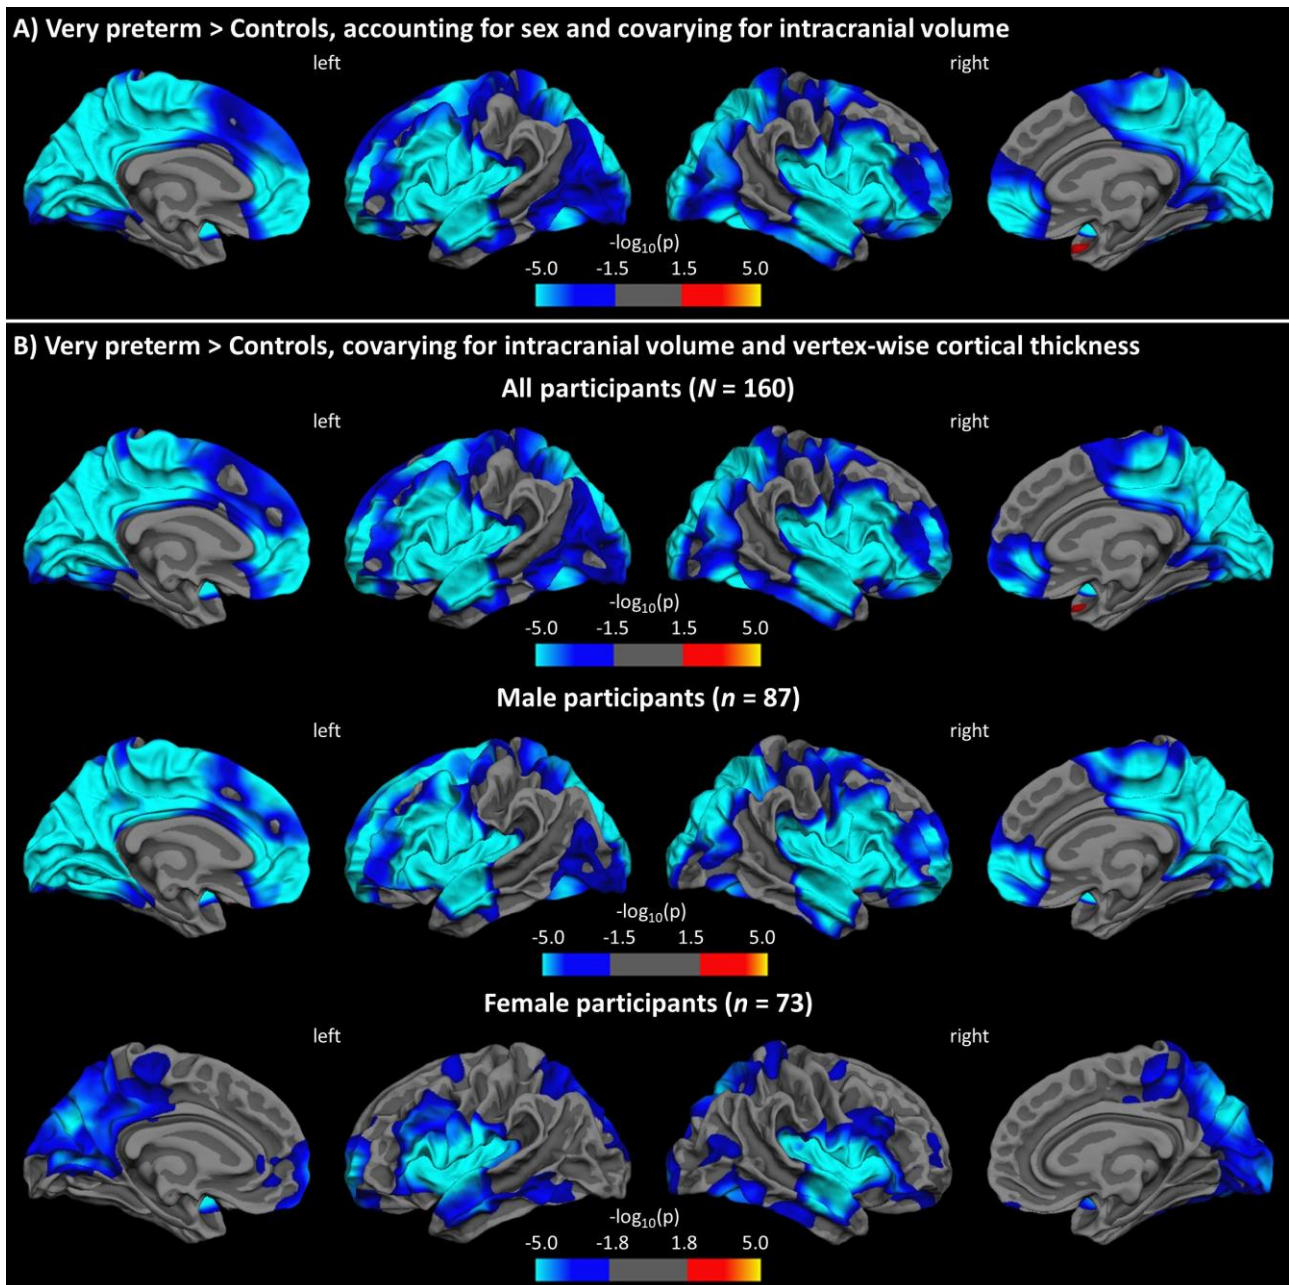 A) Very preterm > Controls, accounting for sex and covarying for intracranial volume
left right
-log10(p)
-5.0 -1.5 1.5 5.0
B) Very preterm > Controls, covarying for intracranial volume and vertex-wise cortical thickness
All participants (N = 160)
left right
-log10(p)
-5.0 -1.5 1.5 5.0
Male participants (n = 87)
left right
-log10(p)
-5.0 -1.5 1.5 5.0
Female participants (n = 73)
left right
-log10(p)
-5.0 -1.8 1.8 5.0